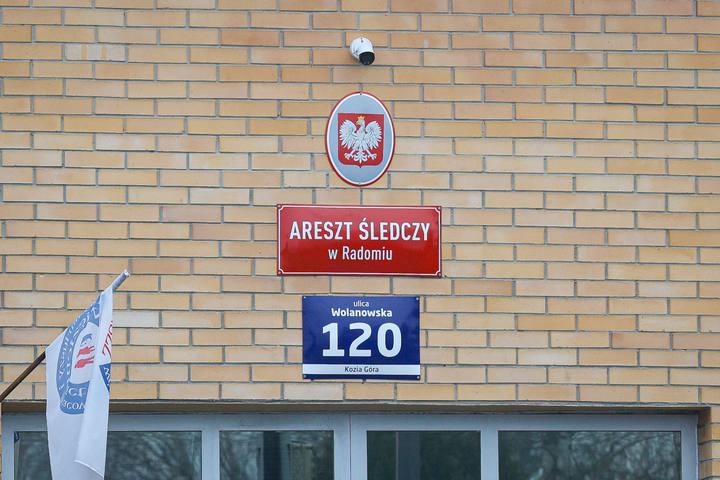 ARESZT ŚLEDCZY
w Radomiu
ulica
Wolanowska
120
Kozia Góra